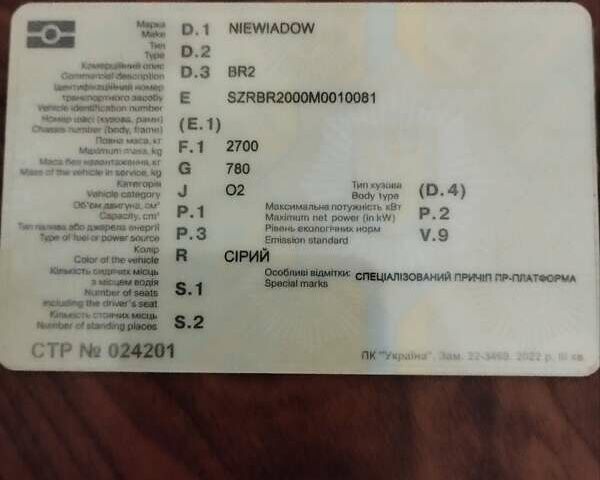 Марка
Make D.1 NIEWIADOW
Тип
Type D.2
Комерційний опис
Commercial description D.3 BR2
Ідентифікаційний номер
транспортного засобу
Vehicle identification number E SZRBR2000M0010081
Номер шасі (кузова, рами)
Chassis number (body, frame) (E.1)
Повна маса, кг
Maximum mass, kg F.1 2700
Маса без навантаження, кг
Mass of the vehicle in service, kg G 780
Категорія
Vehicle category J O2
Тип кузова
Body type (D.4)
Об'єм двигуна, см³
Capacity, cm³ P.1
Максимальна потужність кВт
Maximum net power (in kW) P.2
Тип палива або джерела енергії
Type of fuel or power source P.3
Рівень екологічних норм
Emission standard V.9
Колір
Color of the vehicle R СІРИЙ
Кількість сидячих місць
з місцем водія
Number of seats
including the driver's seat S.1
Особливі відмітки: СПЕЦІАЛІЗОВАНИЙ ПРИЧІП ПР-ПЛАТФОРМА
Special marks
Кількість стоячих місць
Number of standing places S.2
СТР № 024201
ПК "Україна". Зам. 22-3469. 2022 р. III кв.